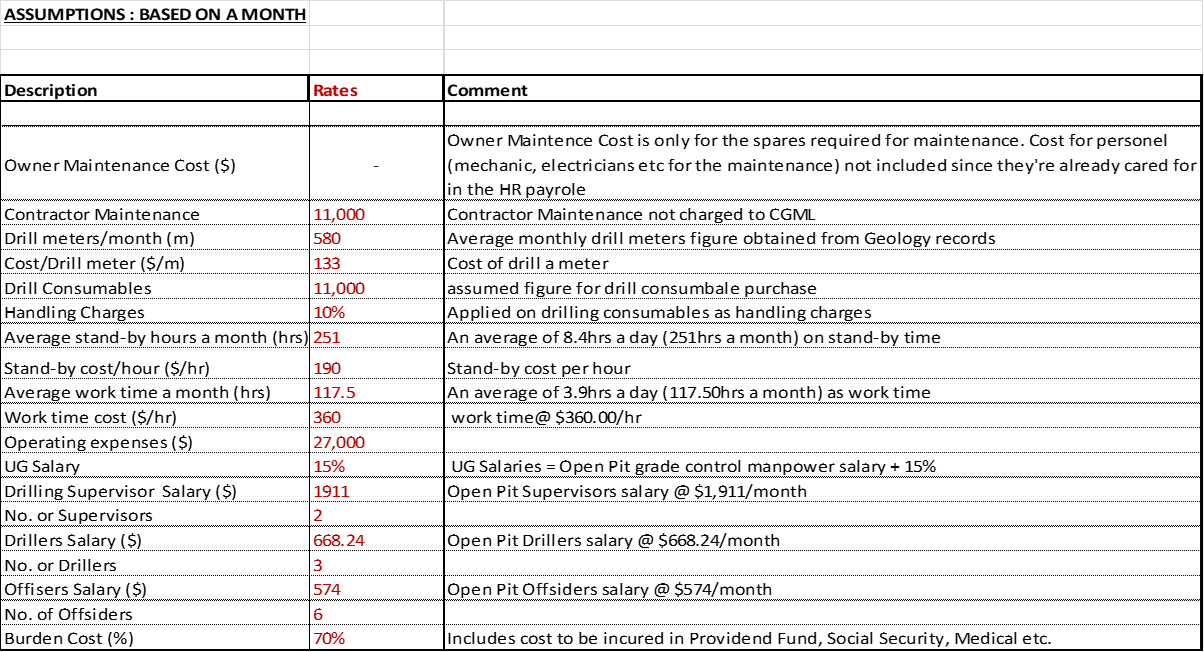 ASSUMPTIONS : BASED ON A MONTH
Description Rates Comment
Owner Maintenance Cost ($) - Owner Maintence Cost is only for the spares required for maintenance. Cost for personel
(mechanic, electricians etc for the maintenance) not included since they're already cared for
in the HR payrole
Contractor Maintenance 11,000 Contractor Maintenance not charged to CGML
Drill meters/month (m) 580 Average monthly drill meters figure obtained from Geology records
Cost/Drill meter ($/m) 133 Cost of drill a meter
Drill Consumables 11,000 assumed figure for drill consumbale purchase
Handling Charges 10% Applied on drilling consumables as handling charges
Average stand-by hours a month (hrs) 251 An average of 8.4hrs a day (251hrs a month) on stand-by time
Stand-by cost/hour ($/hr) 190 Stand-by cost per hour
Average work time a month (hrs) 117.5 An average of 3.9hrs a day (117.50hrs a month) as work time
Work time cost ($/hr) 360 work time@ $360.00/hr
Operating expenses ($) 27,000
UG Salary 15% UG Salaries = Open Pit grade control manpower salary + 15%
Drilling Supervisor Salary ($) 1911 Open Pit Supervisors salary @ $1,911/month
No. or Supervisors 2
Drillers Salary ($) 668.24 Open Pit Drillers salary @ $668.24/month
No. or Drillers 3
Offisers Salary ($) 574 Open Pit Offsiders salary @ $574/month
No. of Offsiders 6
Burden Cost (%) 70% Includes cost to be incured in Providend Fund, Social Security, Medical etc.